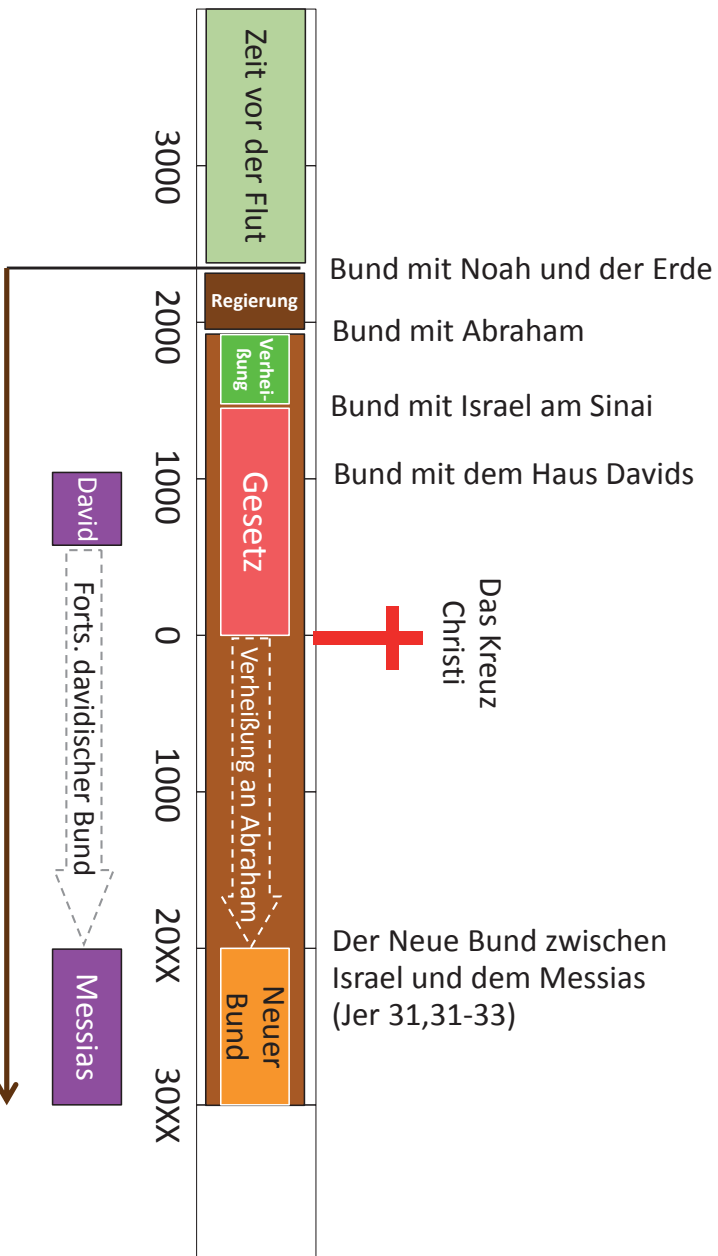 Zeit vor der Flut
3000
2000
1000
0
1000
20XX
30XX
Regierung
Verhei-
ßung
Gesetz
Verheißung an Abraham
Neuer
Bund
David
Forts. davidischer Bund
Messias
Bund mit Noah und der Erde
Bund mit Abraham
Bund mit Israel am Sinai
Bund mit dem Haus Davids
Das Kreuz
Christi
Der Neue Bund zwischen
Israel und dem Messias
(Jer 31,31-33)